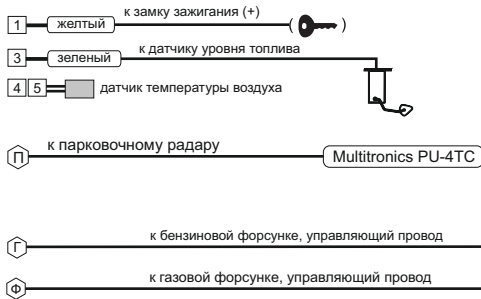 1 желтый к замку зажигания (+) ( )
3 зеленый к датчику уровня топлива
4 5 датчик температуры воздуха
П к парковочному радару Multitronics PU-4TC
Г к бензиновой форсунке, управляющий провод
Ф к газовой форсунке, управляющий провод